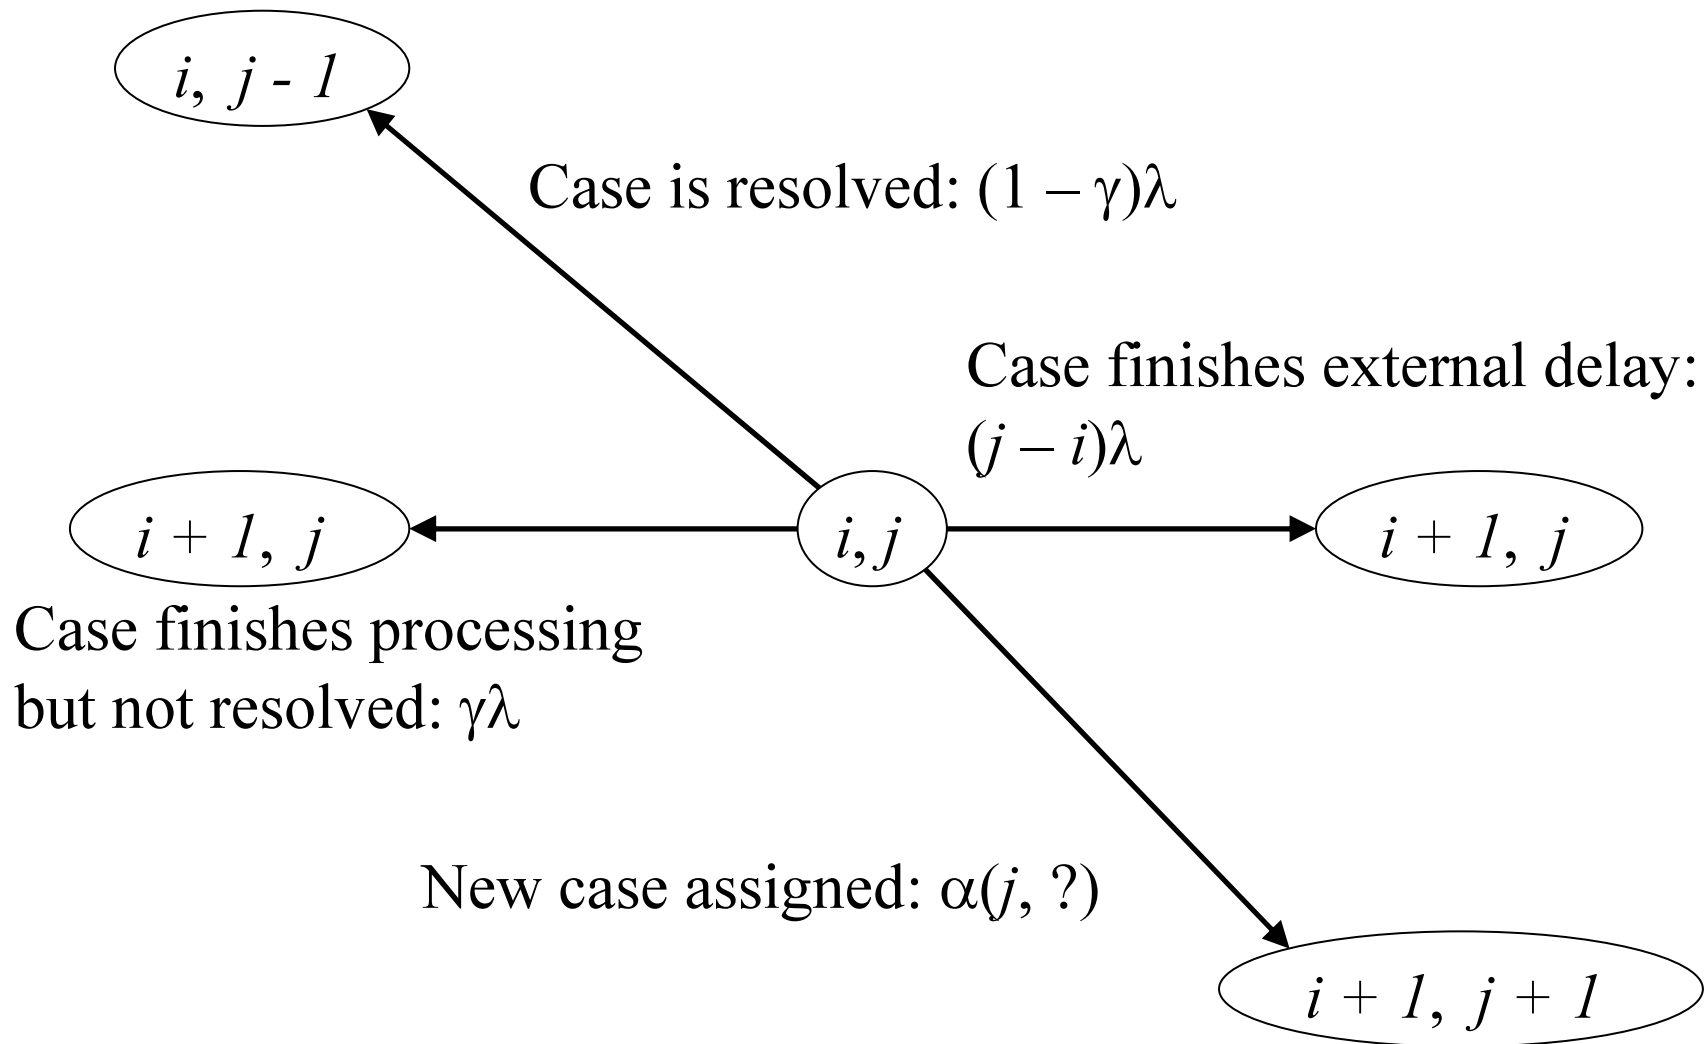 i, j - 1
Case is resolved: (1 – γ)λ
Case finishes external delay:
(j – i)λ
i + 1, j
i, j
i + 1, j
Case finishes processing
but not resolved: γλ
New case assigned: α(j, ?)
i + 1, j + 1